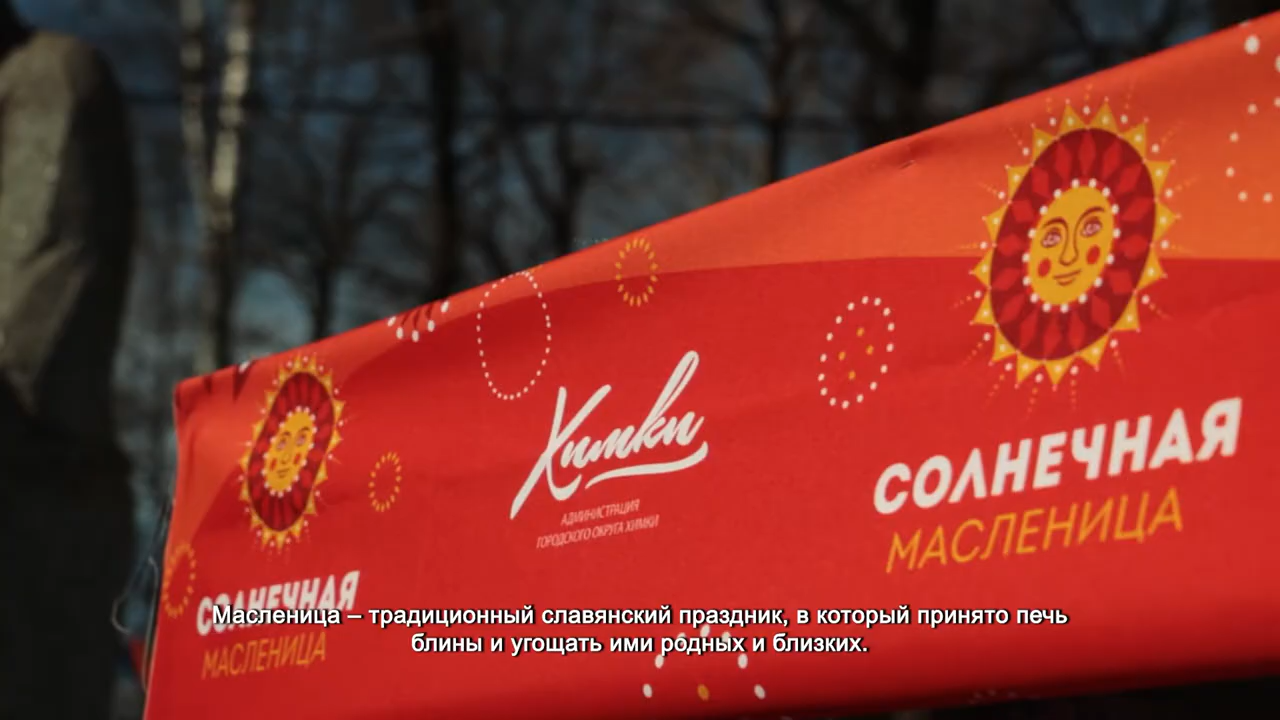 Химки
АДМИНИСТРАЦИЯ
ГОРОДСКОГО ОКРУГА ХИМКИ
СОЛНЕЧНАЯ
МАСЛЕНИЦА
СОЛНЕЧНАЯ
МАСЛЕНИЦА
Масленица – традиционный славянский праздник, в который принято печь
блины и угощать ими родных и близких.